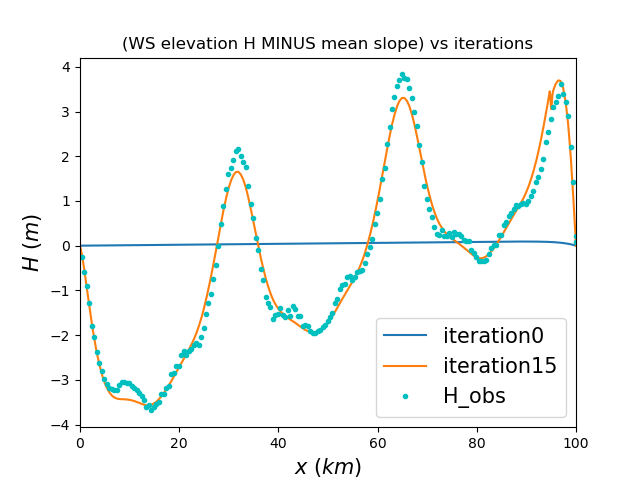 (WS elevation H MINUS mean slope) vs iterations
4
3
2
1
0
−1
−2
−3
−4
H (m)
iteration0
iteration15
H_obs
0 20 40 60 80 100
x (km)